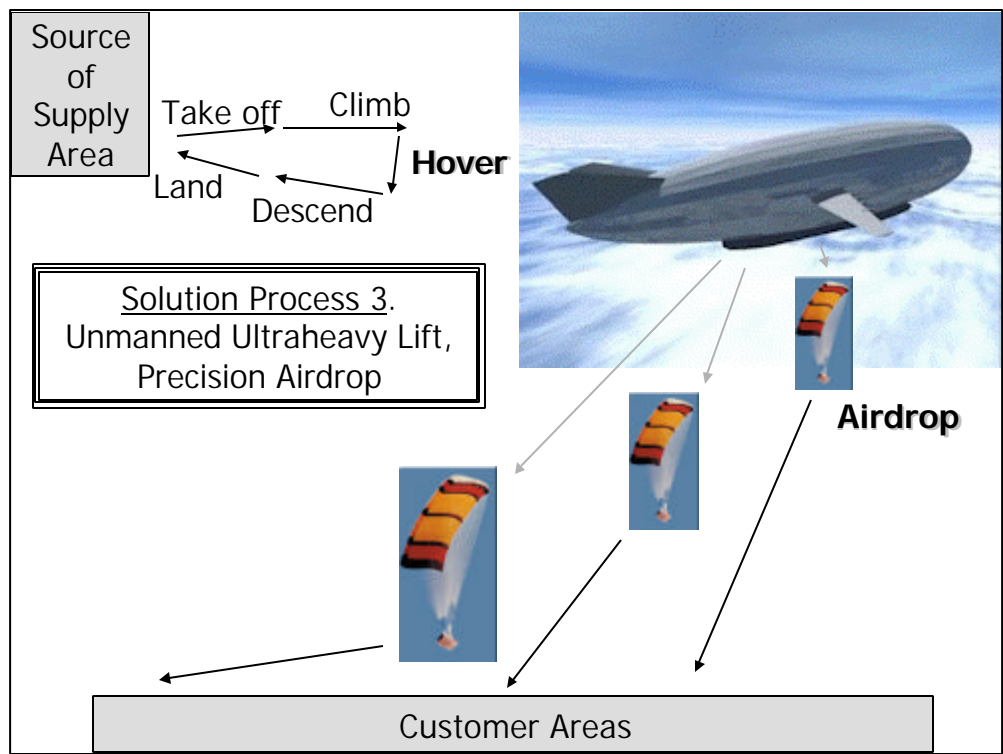 Source
of
Supply
Area
Take off
Climb
Hover
Land
Descend
Solution Process 3.
Unmanned Ultraheavy Lift,
Precision Airdrop
Airdrop
Customer Areas